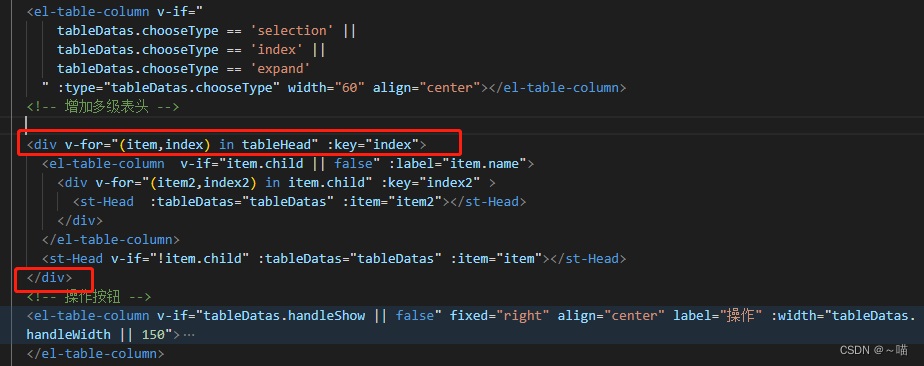 <el-table-column v-if="
tableDatas.chooseType == 'selection' ||
tableDatas.chooseType == 'index' ||
tableDatas.chooseType == 'expand'
" :type="tableDatas.chooseType" width="60" align="center"></el-table-column>
<!-- 增加多级表头 -->
<div v-for="(item,index) in tableHead" :key="index">
<el-table-column  v-if="item.child || false" :label="item.name">
<div v-for="(item2,index2) in item.child" :key="index2" >
<st-Head  :tableDatas="tableDatas" :item="item2"></st-Head>
</div>
</el-table-column>
<st-Head v-if="!item.child" :tableDatas="tableDatas" :item="item"></st-Head>
</div>
<!-- 操作按钮 -->
<el-table-column v-if="tableDatas.handleShow || false" fixed="right" align="center" label="操作" :width="tableDatas.
handleWidth || 150">…
</el-table-column>
CSDN @～喵